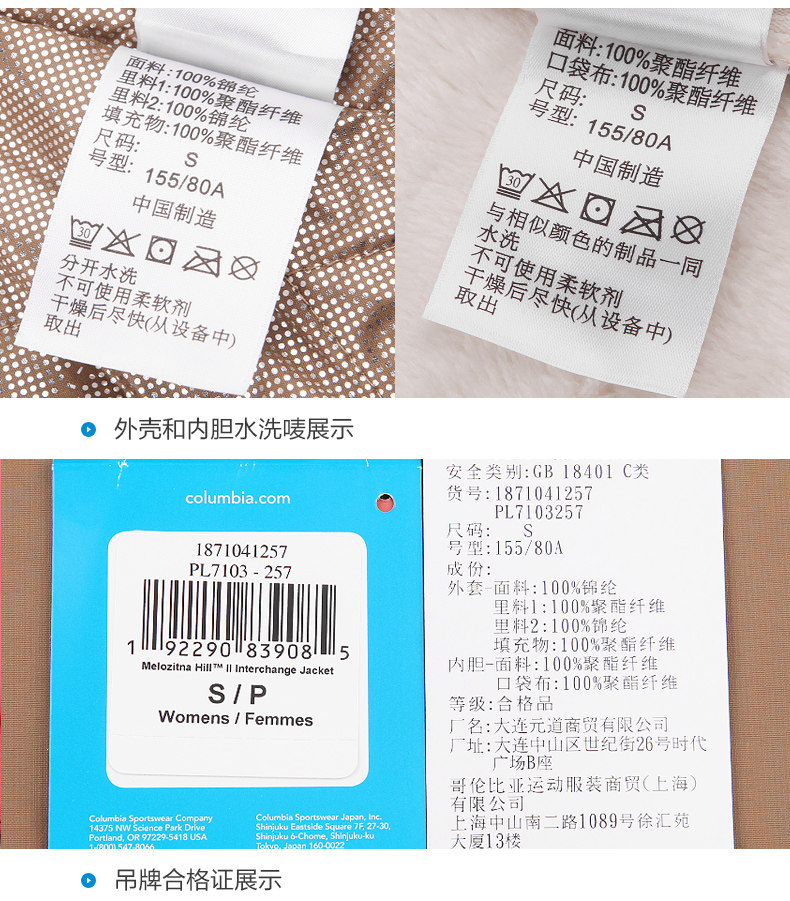 面料:100%锦纶
里料1:100%聚酯纤维
里料2:100%锦纶
填充物:100%聚酯纤维
尺码: S
号型: 155/80A
中国制造
30
分开水洗
不可使用柔软剂
干燥后尽快(从设备中)
取出
面料:100%聚酯纤维
口袋布:100%聚酯纤维
尺码: S
号型: 155/80A
中国制造
30
与相似颜色的制品一同
水洗
不可使用柔软剂
干燥后尽快(从设备中)
取出
外壳和内胆水洗唛展示
columbia.com
1871041257
PL7103 - 257
1 92290 83908 5
Melozitna Hill™ II Interchange Jacket
S / P
Womens / Femmes
Columbia Sportswear Company
14375 NW Science Park Drive
Portland, OR 97229-5418 USA
1-(800) 547-8066
Columbia Sportswear Japan, Inc.
Shinjuku Eastside Square 7F, 27-30,
Shinjuku 6-Chome, Shinjuku-ku
Tokyo, Japan 160-0022
安全类别:GB 18401 C类
货号:1871041257
PL7103257
尺码: S
号型:155/80A
成份:
外套-面料:100%锦纶
里料1:100%聚酯纤维
里料2:100%锦纶
填充物:100%聚酯纤维
内胆-面料:100%聚酯纤维
口袋布:100%聚酯纤维
等级:合格品
厂名:大连元道商贸有限公司
厂址:大连中山区世纪街26号时代
广场B座
哥伦比亚运动服装商贸(上海)
有限公司
上海中山南二路1089号徐汇苑
大厦13楼
吊牌合格证展示